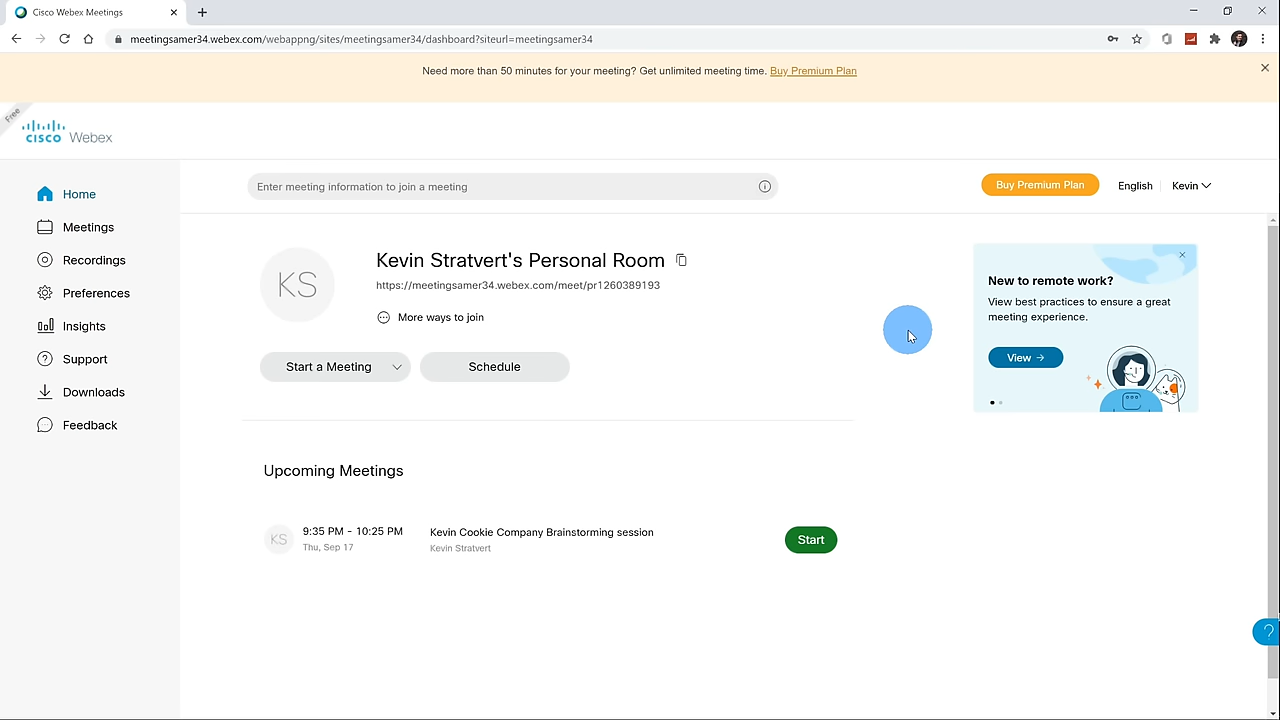 Cisco Webex Meetings
meetingsamer34.webex.com/webappng/sites/meetingsamer34/dashboard?siteurl=meetingsamer34
Need more than 50 minutes for your meeting? Get unlimited meeting time. Buy Premium Plan
Free
cisco Webex
Home
Meetings
Recordings
Preferences
Insights
Support
Downloads
Feedback
Enter meeting information to join a meeting
Buy Premium Plan
English
Kevin
KS
Kevin Stratvert's Personal Room
https://meetingsamer34.webex.com/meet/pr1260389193
More ways to join
Start a Meeting
Schedule
New to remote work?
View best practices to ensure a great
meeting experience.
View →
Upcoming Meetings
KS
9:35 PM - 10:25 PM
Thu, Sep 17
Kevin Cookie Company Brainstorming session
Kevin Stratvert
Start
?